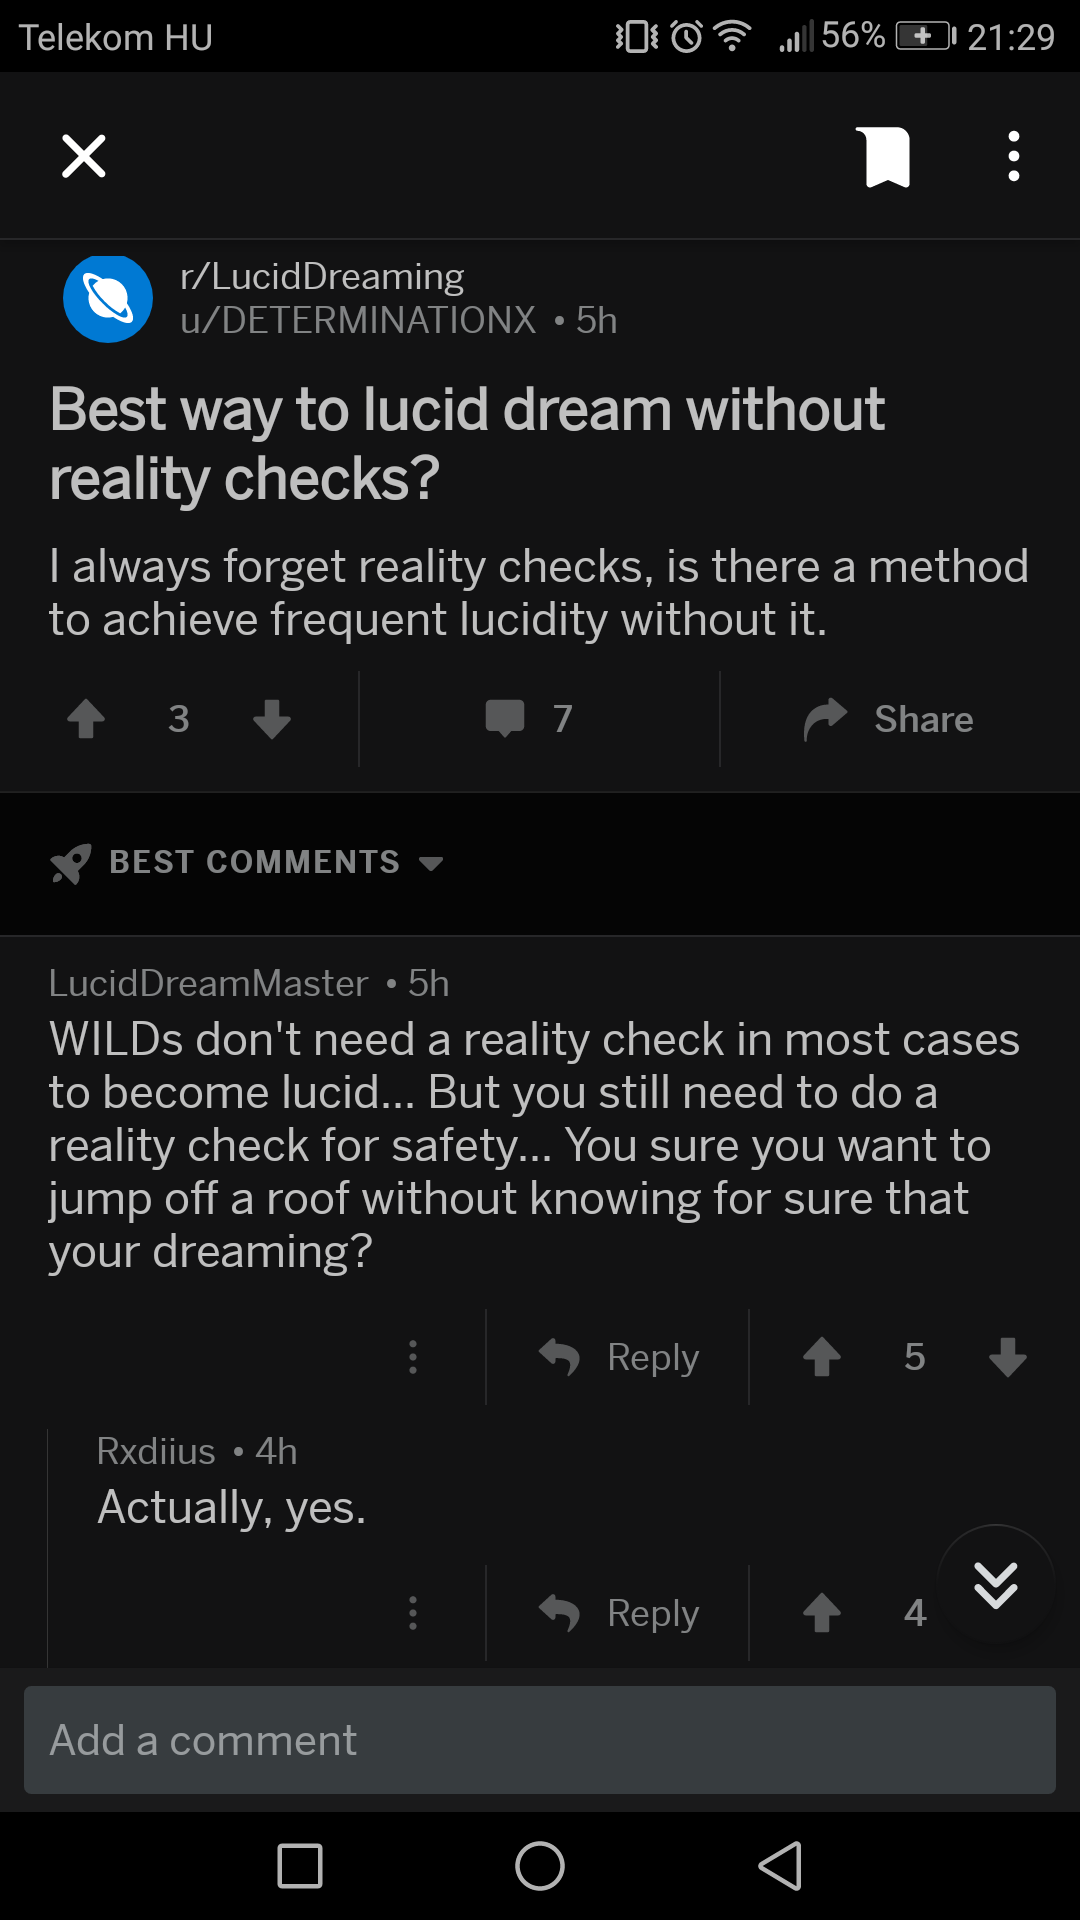 Telekom HU 56% 21:29
r/LucidDreaming
u/DETERMINATIONX • 5h
Best way to lucid dream without
reality checks?
I always forget reality checks, is there a method
to achieve frequent lucidity without it.
3 7 Share
BEST COMMENTS
LucidDreamMaster • 5h
WILDs don't need a reality check in most cases
to become lucid... But you still need to do a
reality check for safety... You sure you want to
jump off a roof without knowing for sure that
your dreaming?
Reply 5
Rxdiius • 4h
Actually, yes.
Reply 4
Add a comment